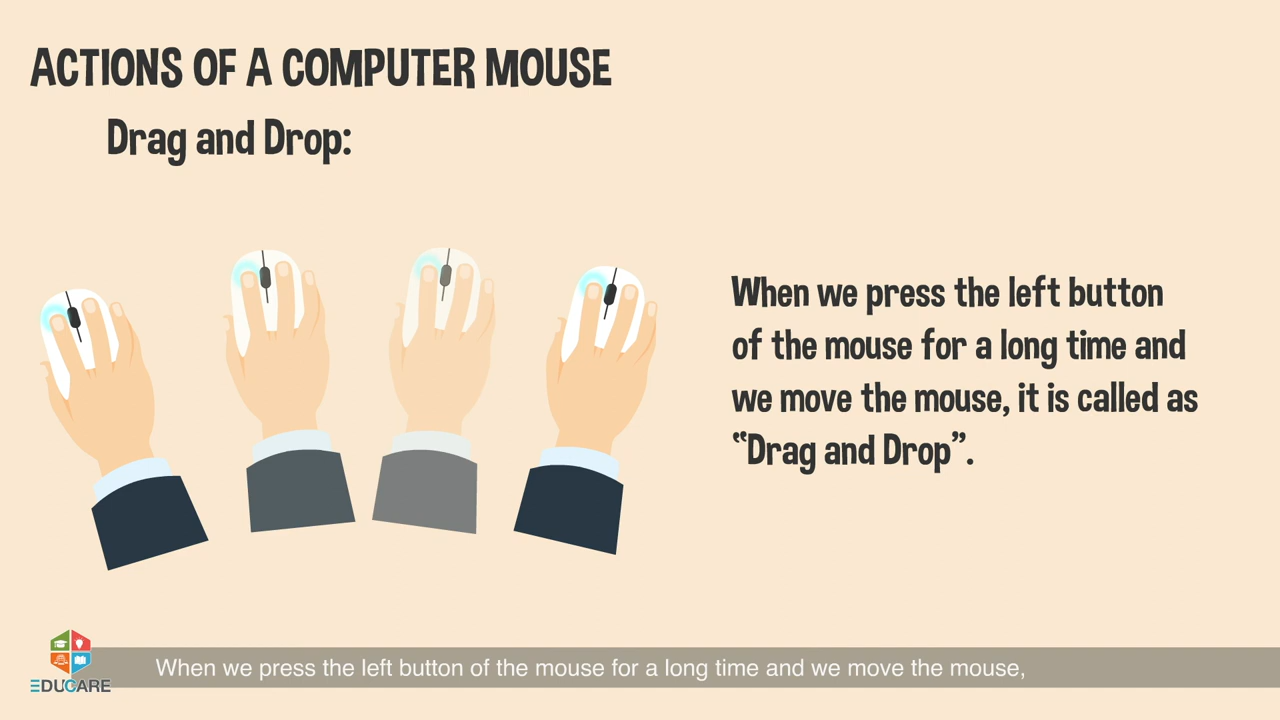 ACTIONS OF A COMPUTER MOUSE
Drag and Drop:
When we press the left button
of the mouse for a long time and
we move the mouse, it is called as
“Drag and Drop”.
When we press the left button of the mouse for a long time and we move the mouse,
EDUCARE